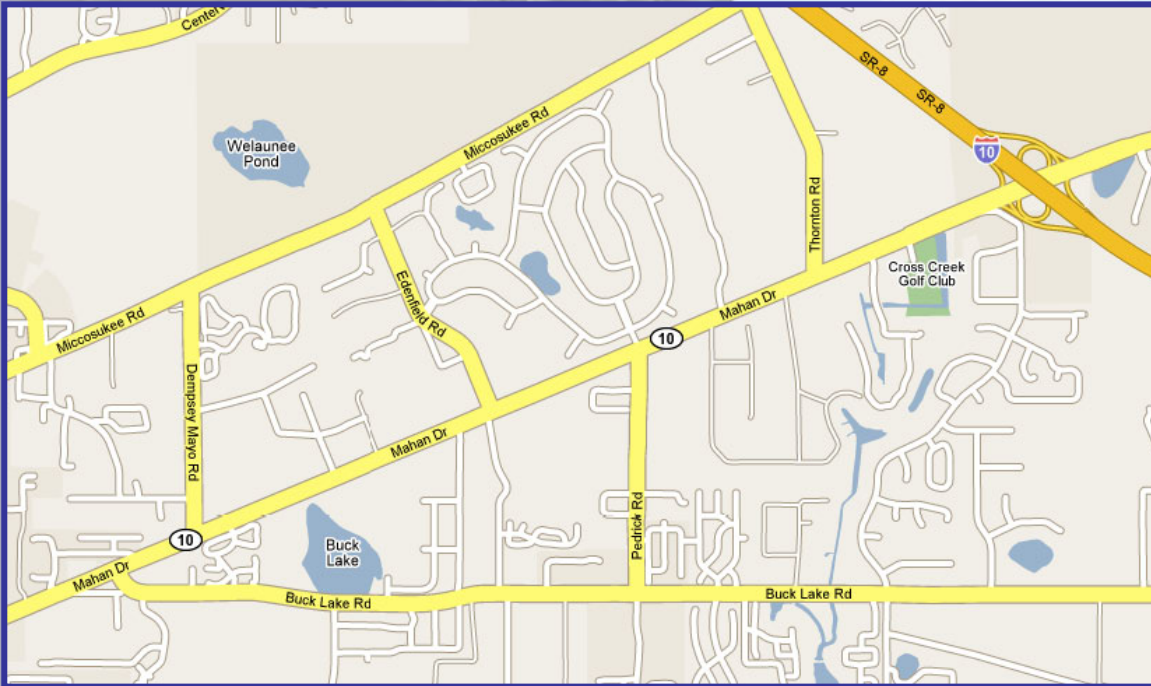 Center
SR-8
SR-8
Miccosukee Rd
Welaunee
Pond
10
Thornton Rd
Cross Creek
Golf Club
Edenfield Rd
Mahan Dr
Miccosukee Rd
10
Dempsey Mayo Rd
Mahan Dr
Pedrick Rd
10
Buck
Lake
Mahan Dr
Buck Lake Rd
Buck Lake Rd